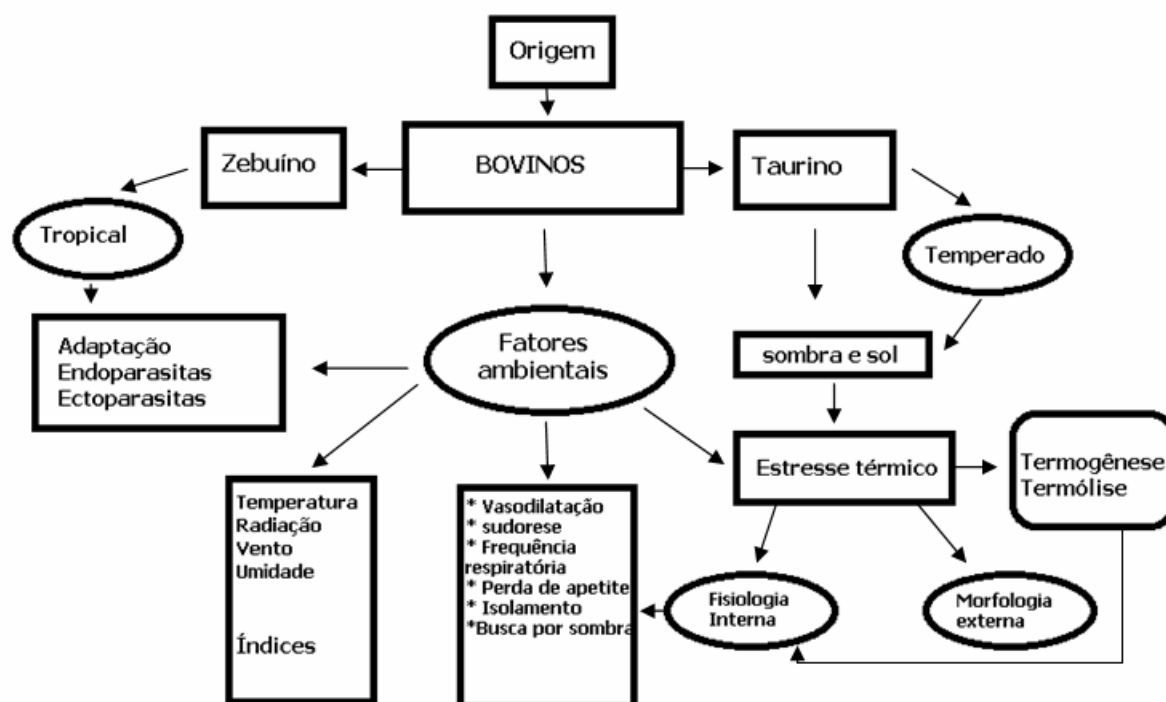 Origem
Zebuíno
BOVINOS
Taurino
Tropical
Temperado
Fatores
ambientais
sombra e sol
Adaptação
Endoparasitas
Ectoparasitas
Estresse térmico
Termogênese
Termólise
Temperatura
Radiação
Vento
Umidade
Índices
* Vasodilatação
* sudorese
* Frequência
respiratória
* Perda de apetite
* Isolamento
*Busca por sombra
Fisiologia
Interna
Morfologia
externa